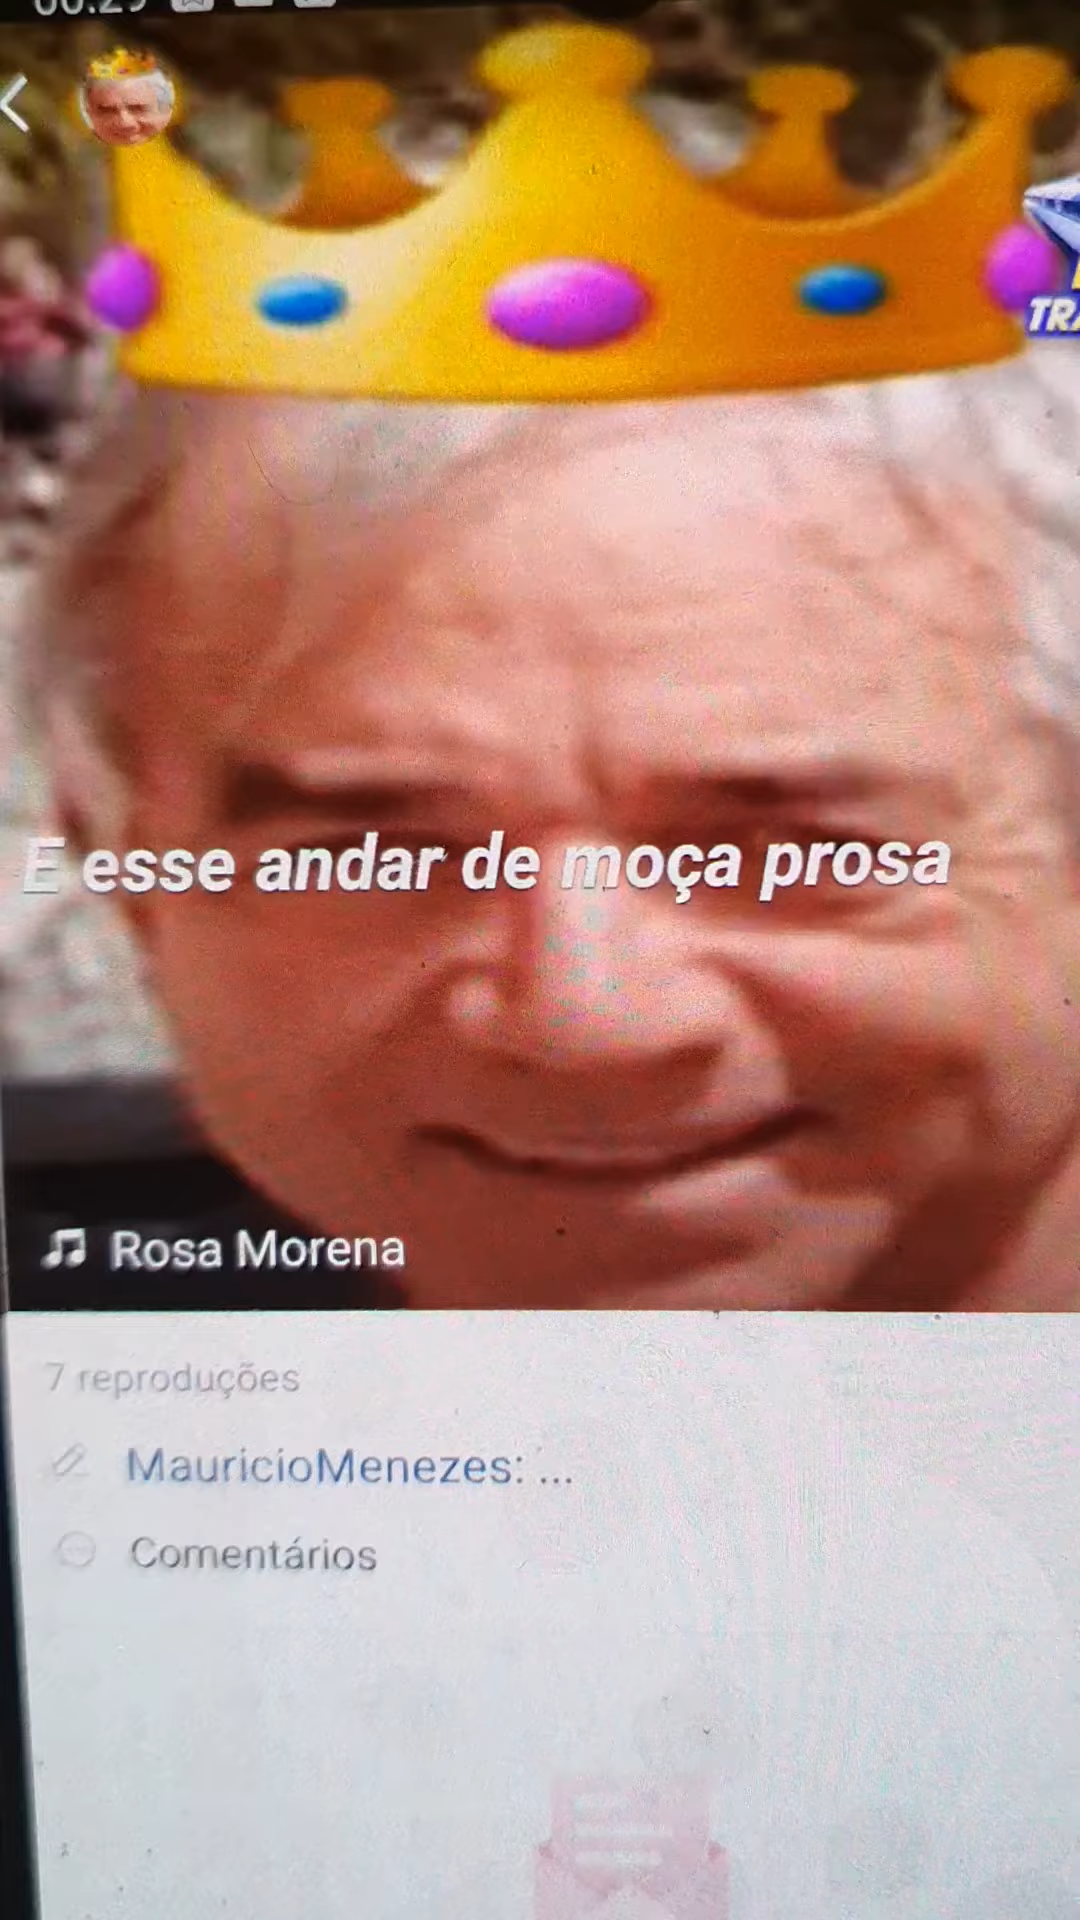 E esse andar de moça prosa
Rosa Morena
7 reproduções
MauricioMenezes: ...
Comentários